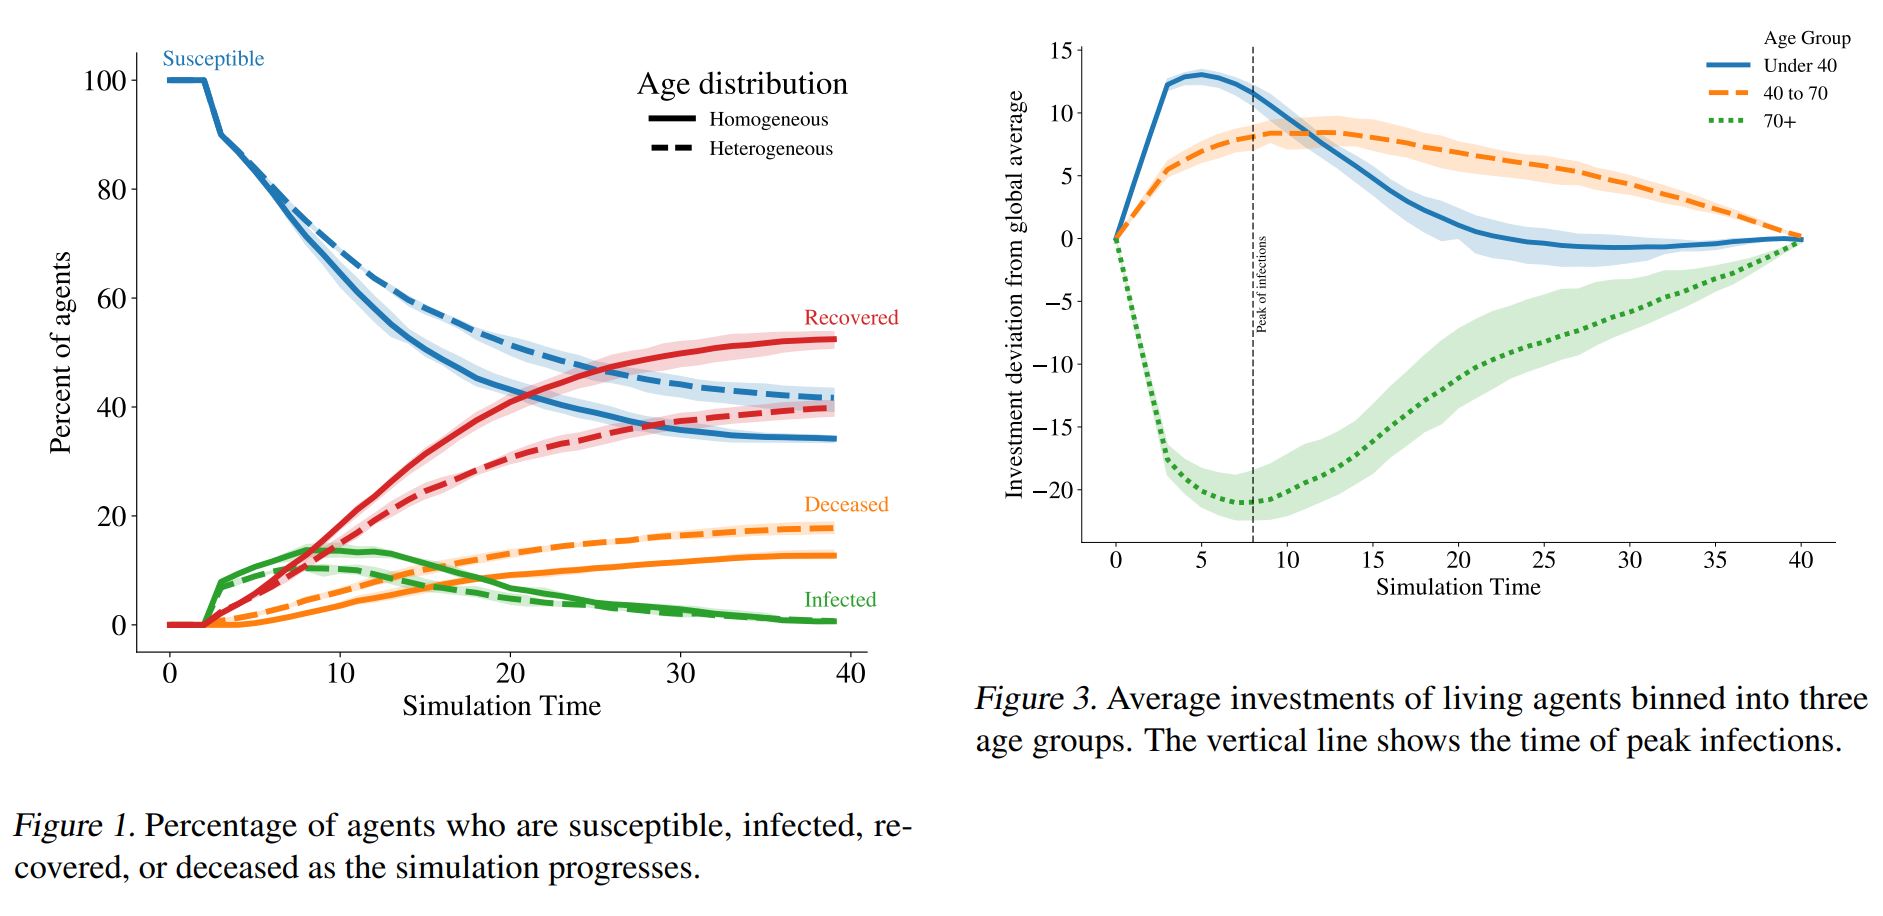 Susceptible
Age distribution
Homogeneous
Heterogeneous
Recovered
Deceased
Infected
100
80
60
40
20
0
Percent of agents
0 10 20 30 40
Simulation Time
Figure 1. Percentage of agents who are susceptible, infected, re-
covered, or deceased as the simulation progresses.
Age Group
Under 40
40 to 70
70+
15
10
5
0
−5
−10
−15
−20
Investment deviation from global average
Peak of infections
0 5 10 15 20 25 30 35 40
Simulation Time
Figure 3. Average investments of living agents binned into three
age groups. The vertical line shows the time of peak infections.